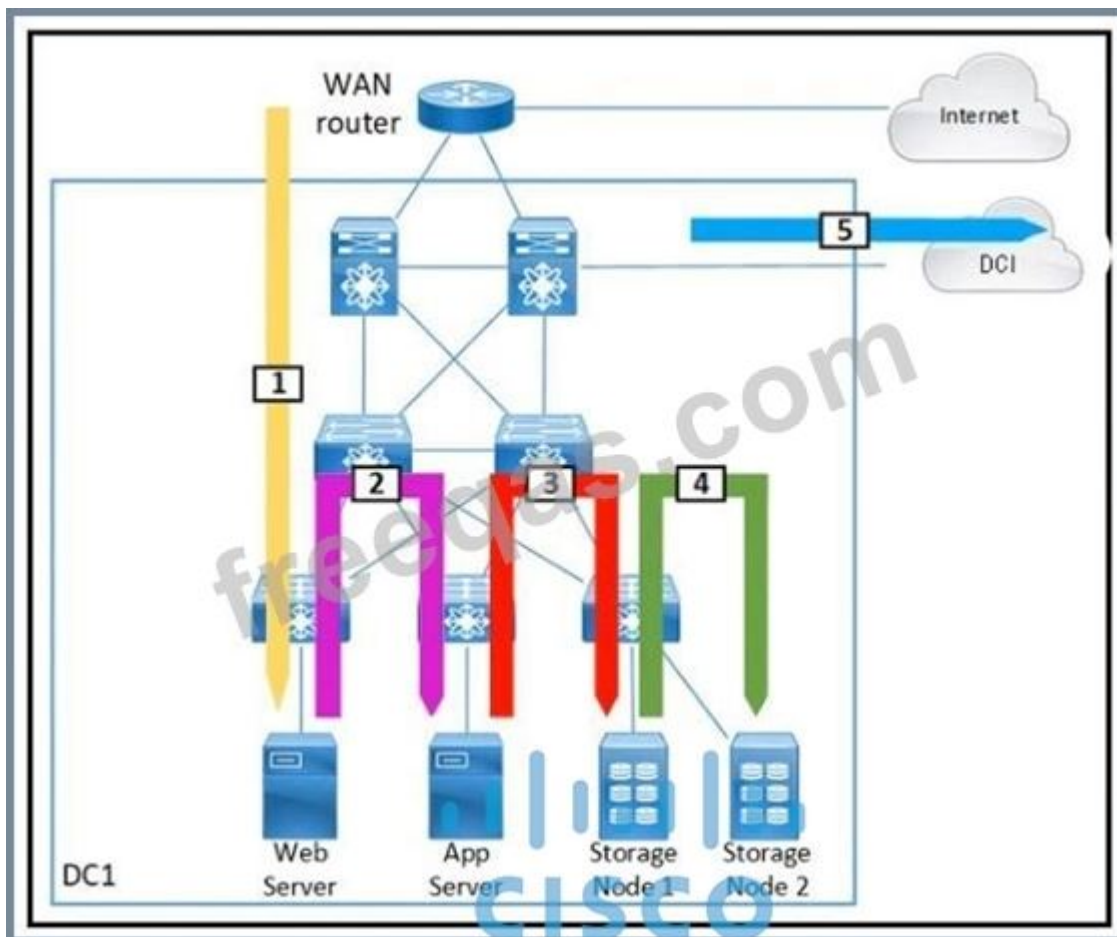 WAN
router
Internet
5
DCI
1
2
3
4
freeqas.com
Web
Server
App
Server
Storage
Node 1
Storage
Node 2
DC1
CISCO